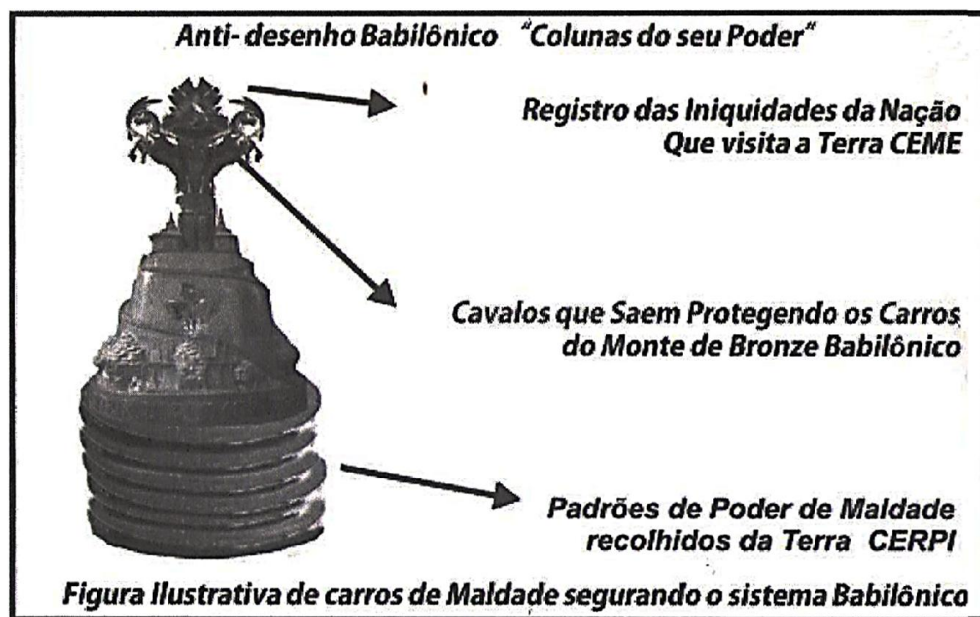 Anti- desenho Babilônico "Colunas do seu Poder"
Registro das Iniquidades da Nação
Que visita a Terra CEME
Cavalos que Saem Protegendo os Carros
do Monte de Bronze Babilônico
Padrões de Poder de Maldade
recolhidos da Terra CERPI
Figura Ilustrativa de carros de Maldade segurando o sistema Babilônico